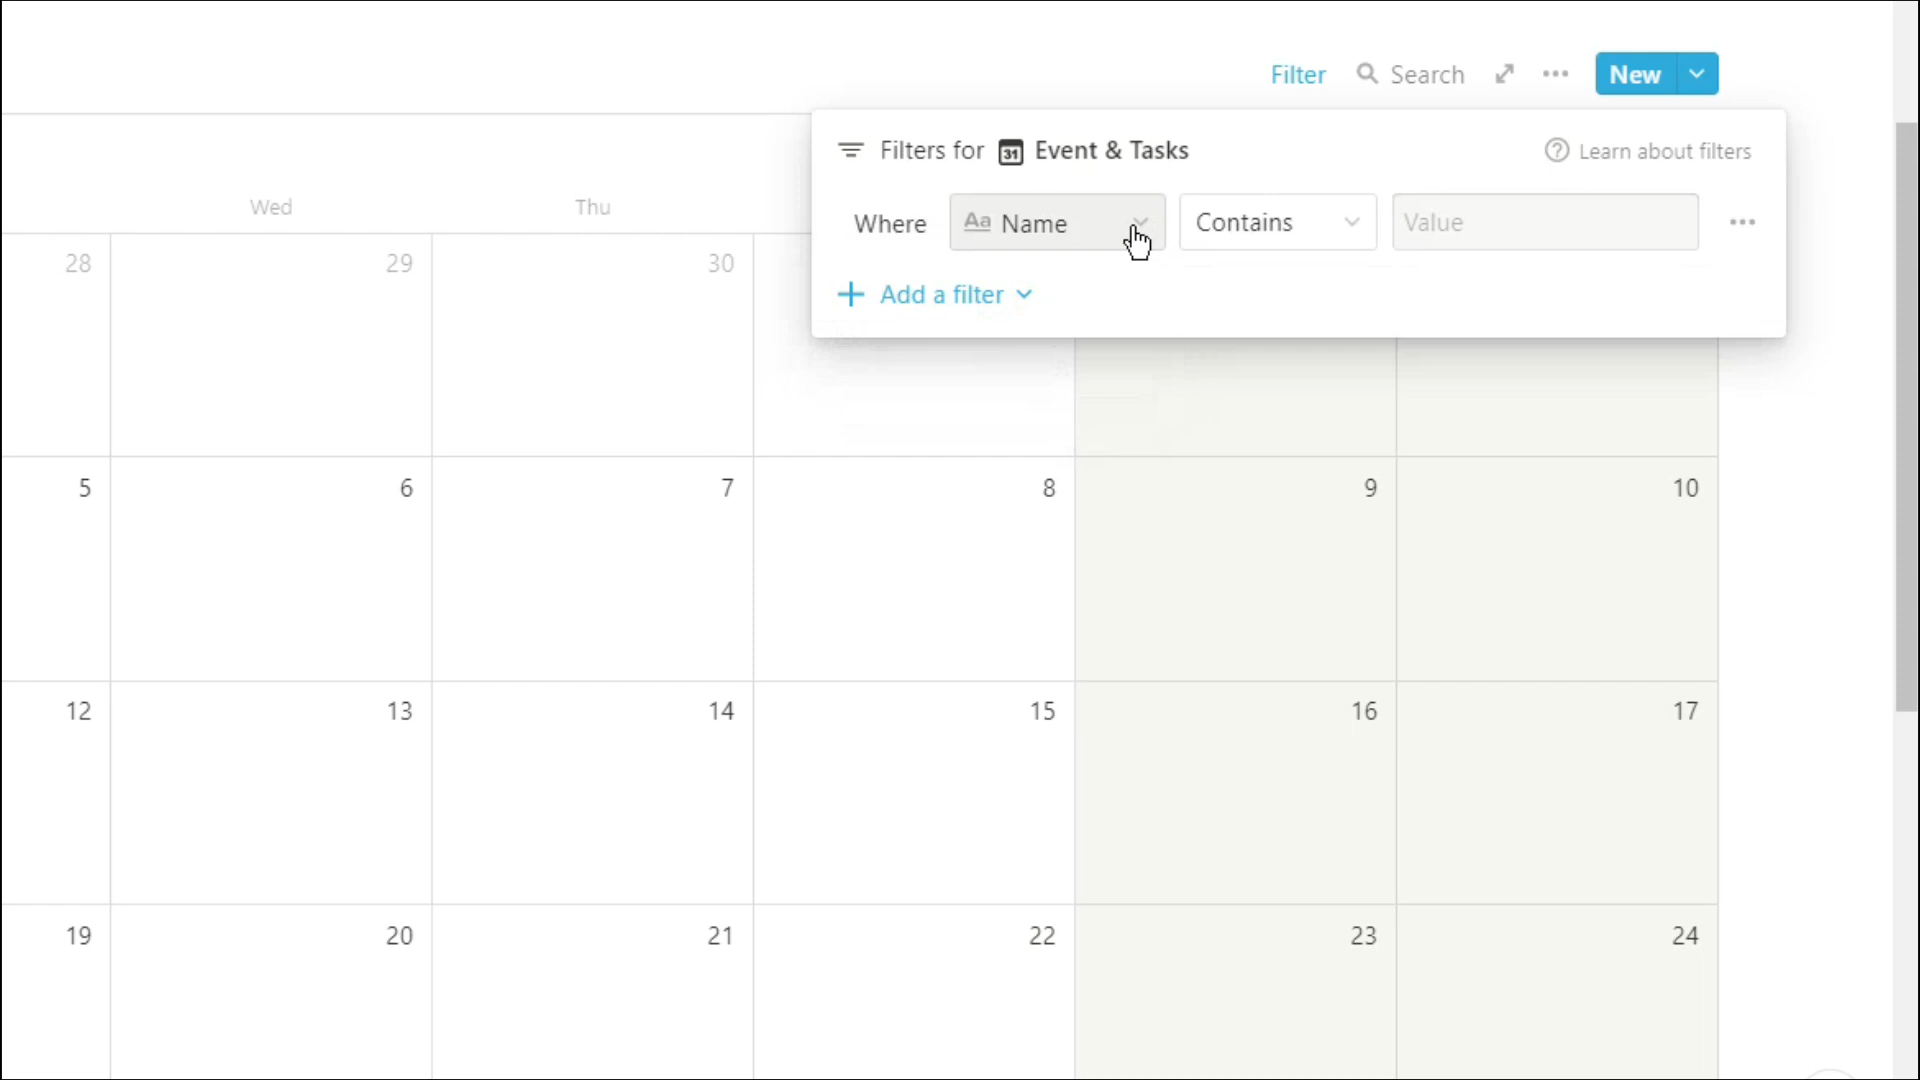 Filter Search New
Filters for 31 Event & Tasks Learn about filters
Where Aa Name Contains Value
Add a filter
Wed Thu
28 29 30
5 6 7 8 9 10
12 13 14 15 16 17
19 20 21 22 23 24